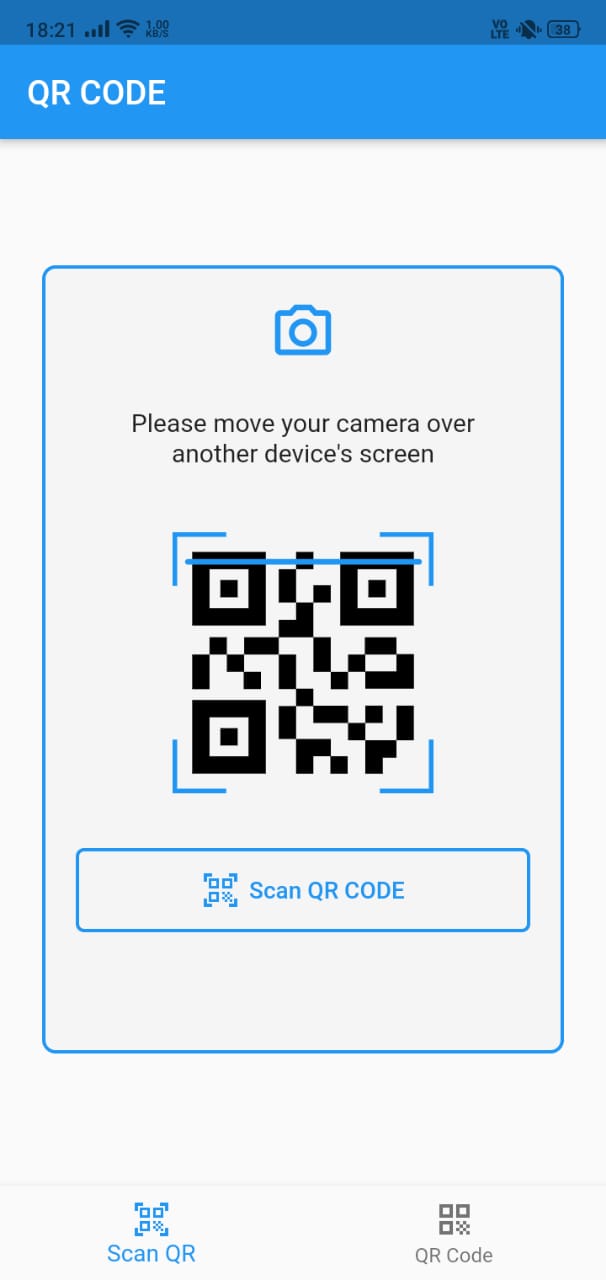 18:21
1.00
KB/S
VO
LTE
38
QR CODE
Please move your camera over
another device's screen
Scan QR CODE
Scan QR
QR Code